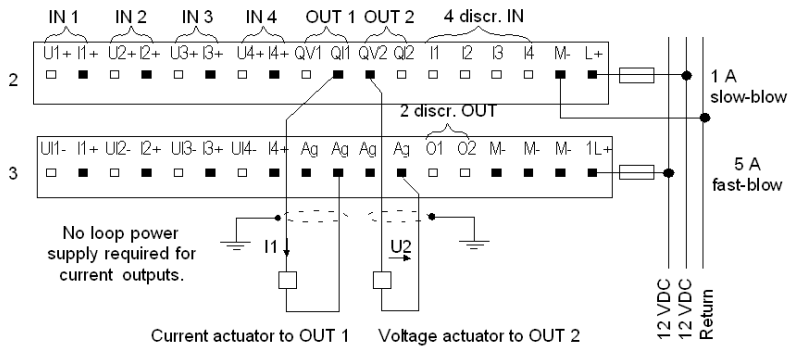 IN 1 IN 2 IN 3 IN 4 OUT 1 OUT 2 4 discr. IN
U1+ I1+ U2+ I2+ U3+ I3+ U4+ I4+ QV1 QI1 QV2 QI2 I1 I2 I3 I4 M- L+
2
1 A
slow-blow
2 discr. OUT
UI1- I1+ UI2- I2+ UI3- I3+ UI4- I4+ Ag Ag Ag Ag O1 O2 M- M- M- 1L+
3
5 A
fast-blow
No loop power
supply required for
current outputs.
I1
U2
12 VDC
12 VDC
Return
Current actuator to OUT 1 Voltage actuator to OUT 2